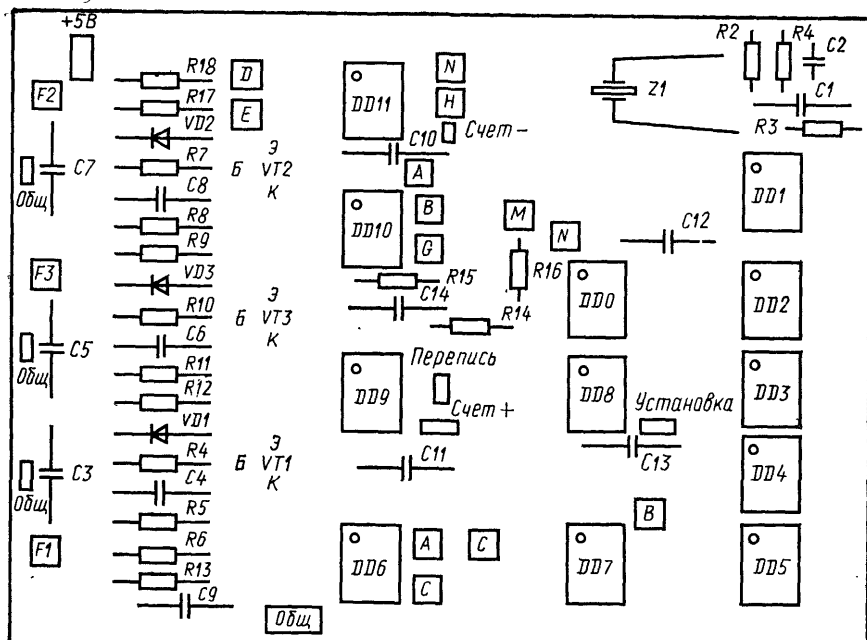 +5В
R2
R4
C2
R18
D
N
F2
DD11
Z1
C1
R17
E
H
VD2
Счет-
R3
C10
Э
R7
Б VT2
C7
К
A
C8
DD1
Общ
R8
B
M
DD10
C12
R9
G
N
F3
VD3
R15
R16
Э
C14
R10
DD0
DD2
Б VT3
R14
К
C6
C5
R11
Перепись
Общ
R12
DD9
DD8
DD3
Счет+
Установка
VD1
Э
R4
Б VT1
C11
C13
К
C3
C4
DD4
Общ
R5
B
F1
R6
DD6
A
C
DD7
DD5
R13
C
C9
Общ